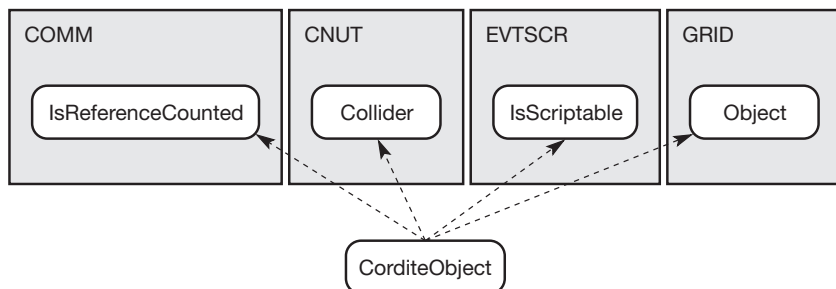 COMM
CNUT
EVTSCR
GRID
IsReferenceCounted
Collider
IsScriptable
Object
CorditeObject